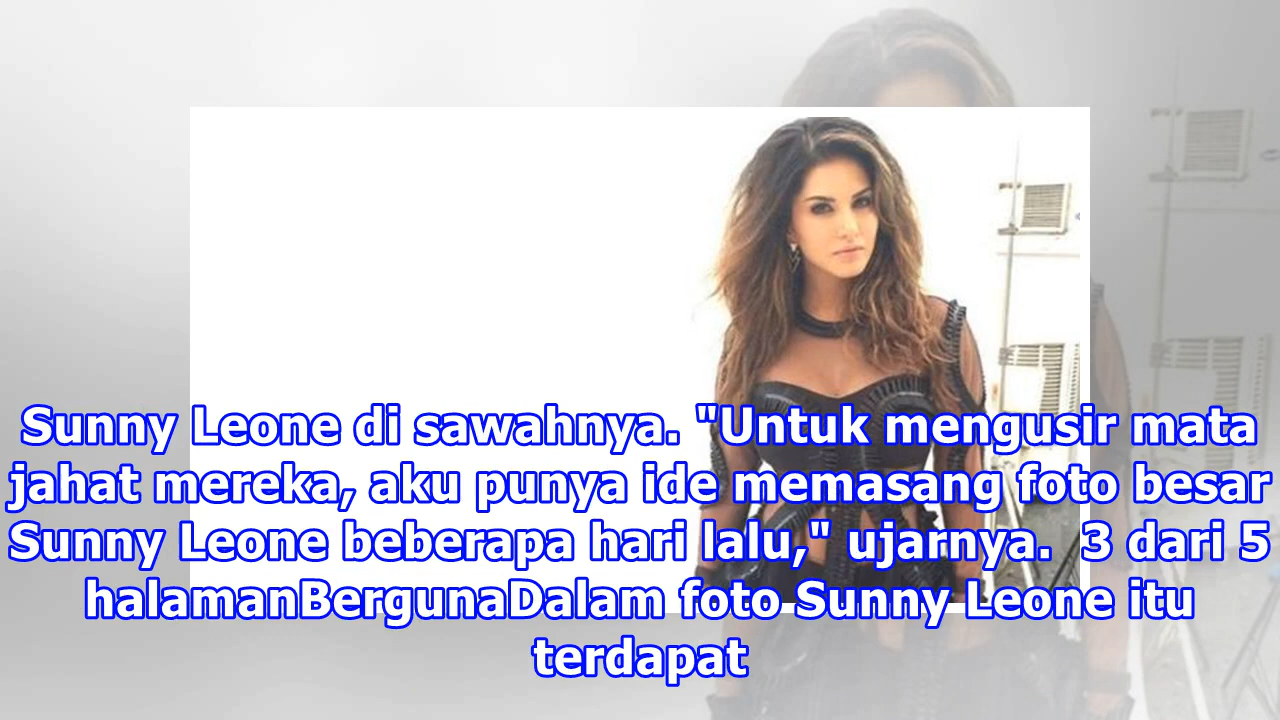 Sunny Leone di sawahnya. "Untuk mengusir mata
jahat mereka, aku punya ide memasang foto besar
Sunny Leone beberapa hari lalu," ujarnya.  3 dari 5
halamanBergunaDalam foto Sunny Leone itu
terdapat